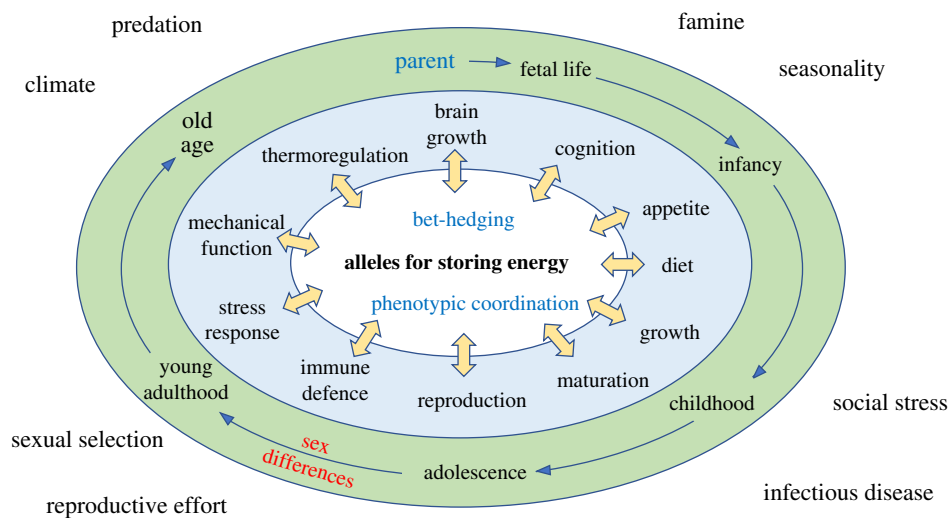 predation
famine
climate
seasonality
parent
fetal life
old
age
infancy
brain
growth
thermoregulation
cognition
mechanical
function
appetite
bet-hedging
alleles for storing energy
diet
phenotypic coordination
stress
response
growth
immune
defence
reproduction
maturation
young
adulthood
childhood
social stress
sexual selection
sex
differences
adolescence
reproductive effort
infectious disease